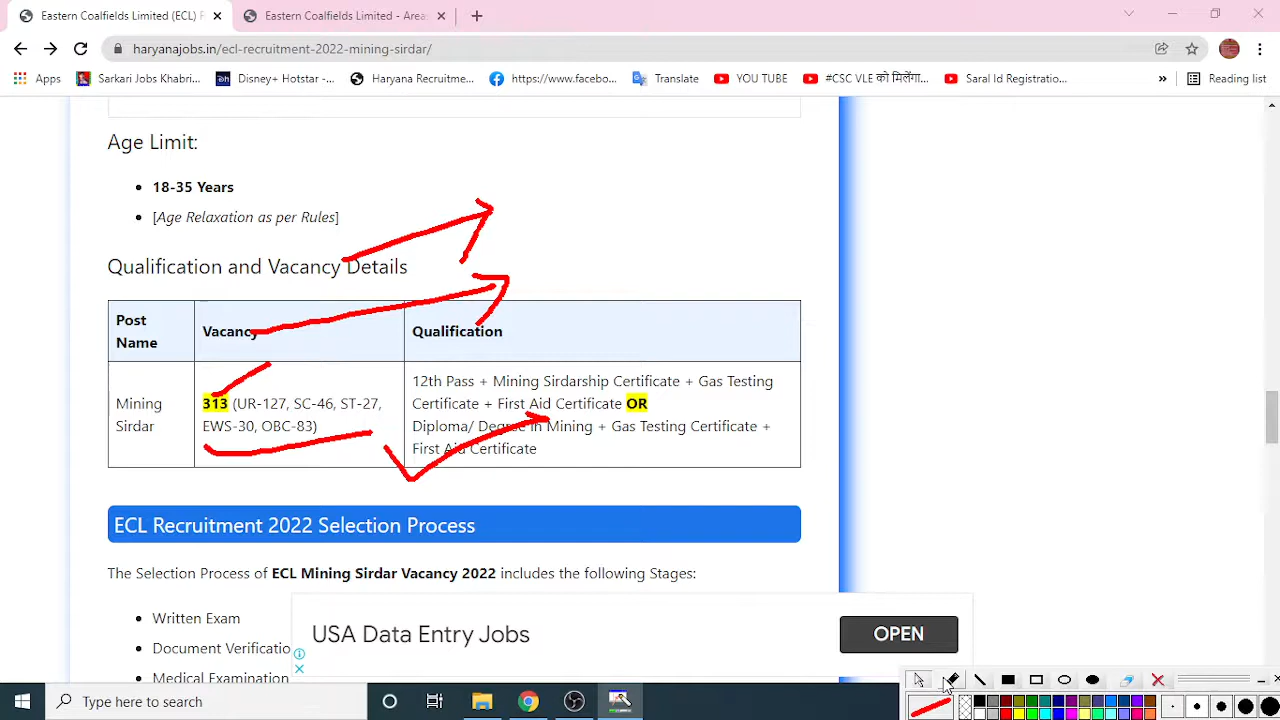 Eastern Coalfields Limited (ECL) F
Eastern Coalfields Limited - Area
haryanajobs.in/ecl-recruitment-2022-mining-sirdar/
Apps
Sarkari Jobs Khabri...
Disney+ Hotstar -...
Haryana Recruitme...
https://www.facebo...
Translate
YOU TUBE
#CSC VLE को मिलेंगा...
Saral Id Registratio...
»
Reading list
Age Limit:
• 18-35 Years
• [Age Relaxation as per Rules]
Qualification and Vacancy Details
Post
Name
Vacancy
Qualification
Mining
Sirdar
313 (UR-127, SC-46, ST-27,
EWS-30, OBC-83)
12th Pass + Mining Sirdarship Certificate + Gas Testing
Certificate + First Aid Certificate OR
Diploma/ Degree in Mining + Gas Testing Certificate +
First Aid Certificate
ECL Recruitment 2022 Selection Process
The Selection Process of ECL Mining Sirdar Vacancy 2022 includes the following Stages:
• Written Exam
• Document Verificatio
• Medical Examination
USA Data Entry Jobs
OPEN
Type here to search